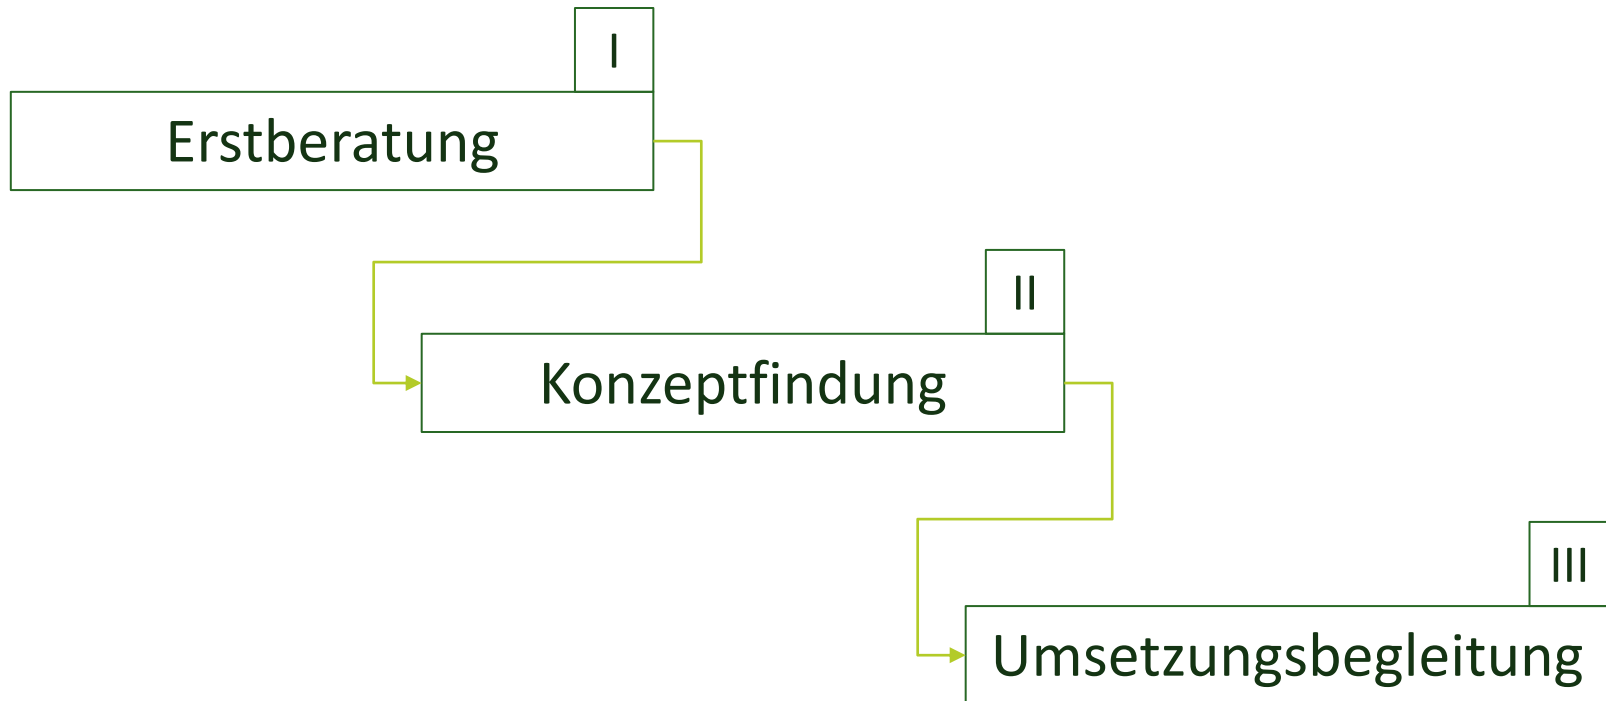 I
Erstberatung
II
Konzeptfindung
III
Umsetzungsbegleitung